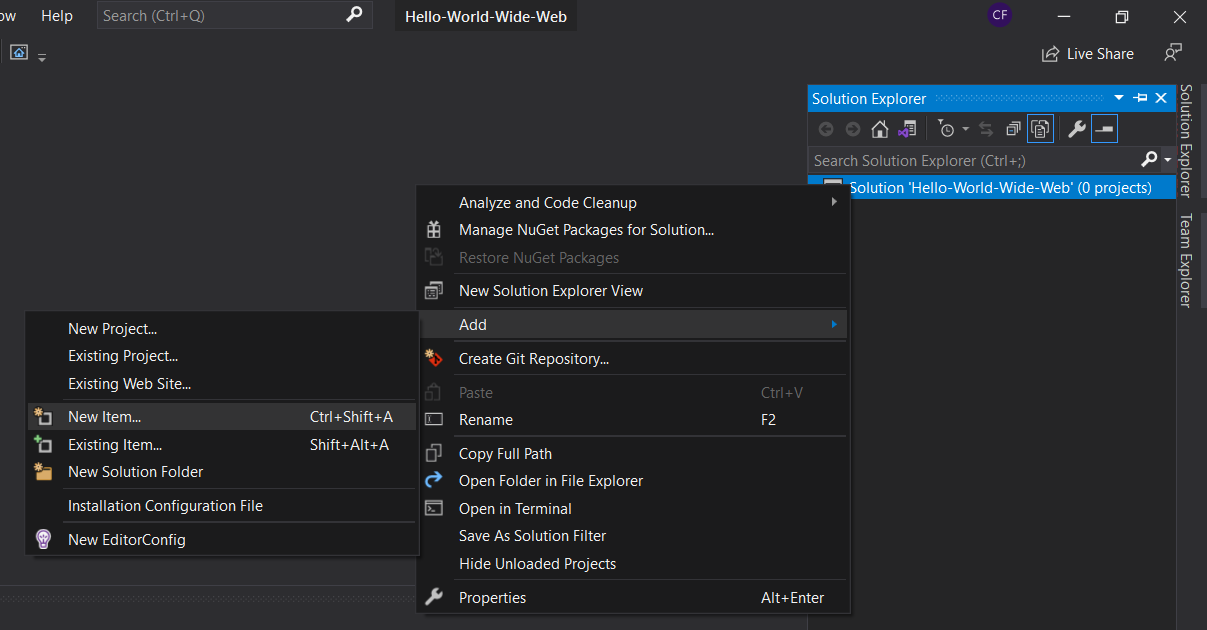 ow Help Search (Ctrl+Q) Hello-World-Wide-Web CF
Live Share
Solution Explorer
Search Solution Explorer (Ctrl+;)
Solution 'Hello-World-Wide-Web' (0 projects)
Solution Explorer
Team Explorer
Analyze and Code Cleanup
Manage NuGet Packages for Solution...
Restore NuGet Packages
New Solution Explorer View
Add
Create Git Repository...
Paste Ctrl+V
Rename F2
Copy Full Path
Open Folder in File Explorer
Open in Terminal
Save As Solution Filter
Hide Unloaded Projects
Properties Alt+Enter
New Project...
Existing Project...
Existing Web Site...
New Item... Ctrl+Shift+A
Existing Item... Shift+Alt+A
New Solution Folder
Installation Configuration File
New EditorConfig